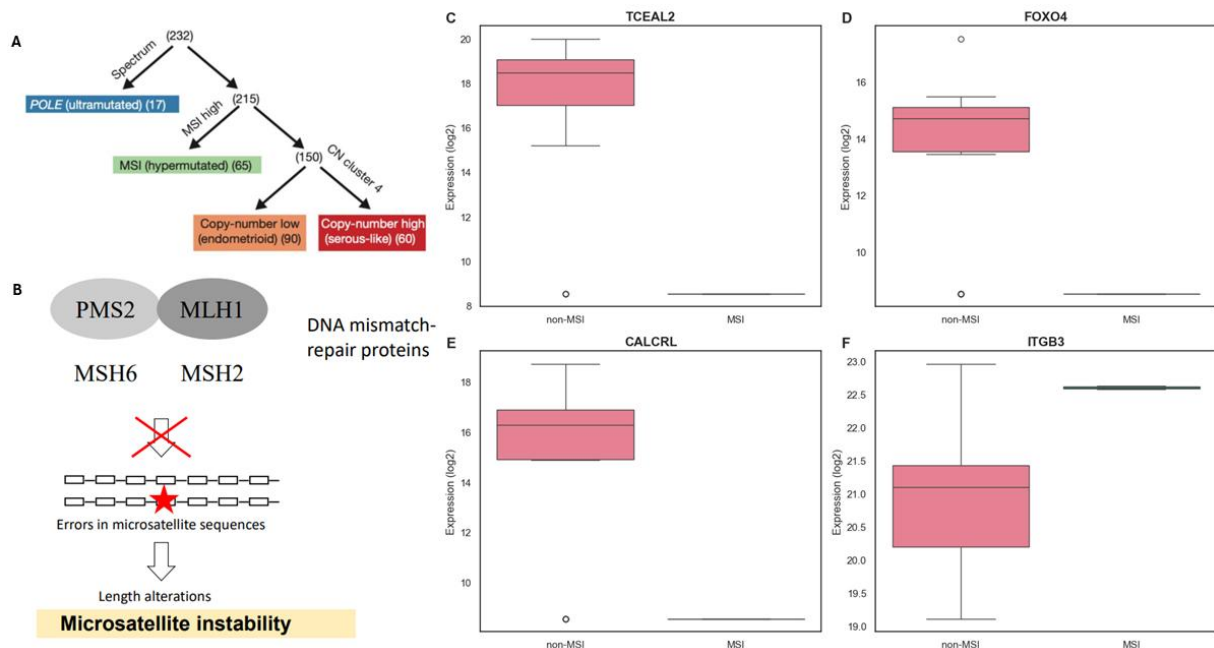 A
(232)
Spectrum
POLE (ultramutated) (17)
(215)
MSI high
MSI (hypermutated) (65)
(150)
CN cluster 4
Copy-number low
(endometrioid) (90)
Copy-number high
(serous-like) (60)
B
PMS2
MLH1
DNA mismatch-
repair proteins
MSH6
MSH2
Errors in microsatellite sequences
Length alterations
Microsatellite instability
C
TCEAL2
Expression (log2)
20
18
16
14
12
10
8
non-MSI
MSI
D
FOXO4
Expression (log2)
16
14
12
10
non-MSI
MSI
E
CALCRL
Expression (log2)
18
16
14
12
10
non-MSI
MSI
F
ITGB3
Expression (log2)
23.0
22.5
22.0
21.5
21.0
20.5
20.0
19.5
19.0
non-MSI
MSI